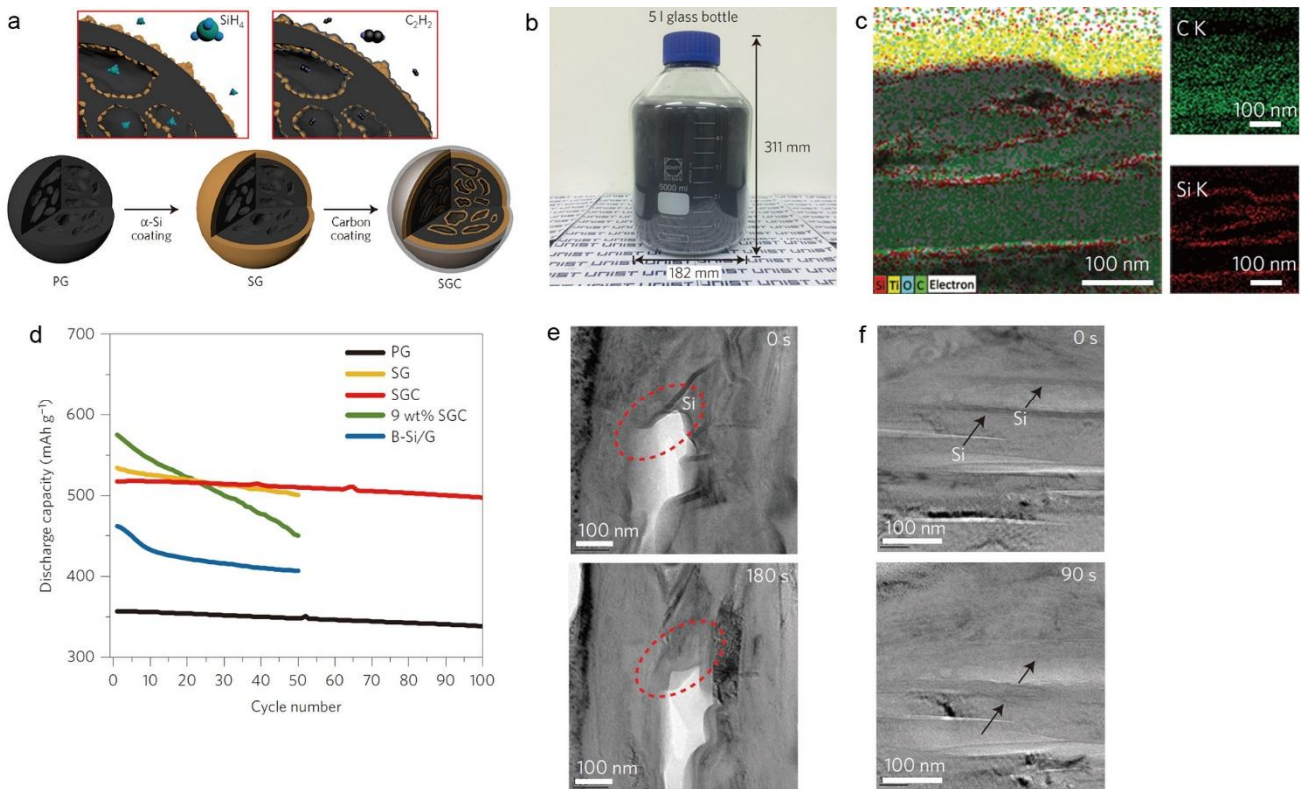 a
SiH₄
C₂H₂
α-Si
coating
Carbon
coating
PG
SG
SGC
b
5 l glass bottle
5000 ml
311 mm
182 mm
UNIST UNIST UNIST
c
Si Ti O C Electron
100 nm
C K
100 nm
Si K
100 nm
d
700
600
500
400
300
Discharge capacity (mAh g⁻¹)
PG
SG
SGC
9 wt% SGC
B-Si/G
0 10 20 30 40 50 60 70 80 90 100
Cycle number
e
0 s
Si
100 nm
180 s
100 nm
f
0 s
Si
Si
100 nm
90 s
100 nm